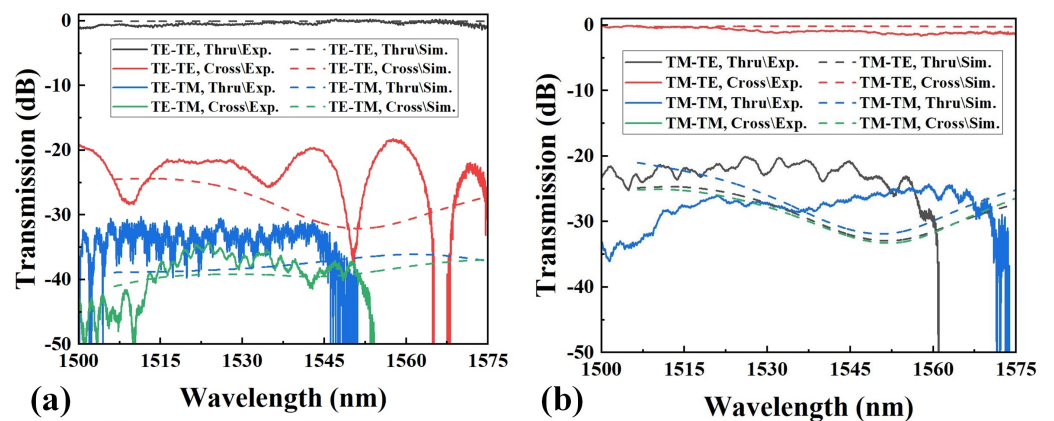 0
-10
-20
-30
-40
-50
Transmission (dB)
TE-TE, Thru\Exp. TE-TE, Thru\Sim.
TE-TE, Cross\Exp. TE-TE, Cross\Sim.
TE-TM, Thru\Exp. TE-TM, Thru\Sim.
TE-TM, Cross\Exp. TE-TM, Cross\Sim.
1500 1515 1530 1545 1560 1575
Wavelength (nm)
(a)
0
-10
-20
-30
-40
-50
Transmission (dB)
TM-TE, Thru\Exp. TM-TE, Thru\Sim.
TM-TE, Cross\Exp. TM-TE, Cross\Sim.
TM-TM, Thru\Exp. TM-TM, Thru\Sim.
TM-TM, Cross\Exp. TM-TM, Cross\Sim.
1500 1515 1530 1545 1560 1575
Wavelength (nm)
(b)